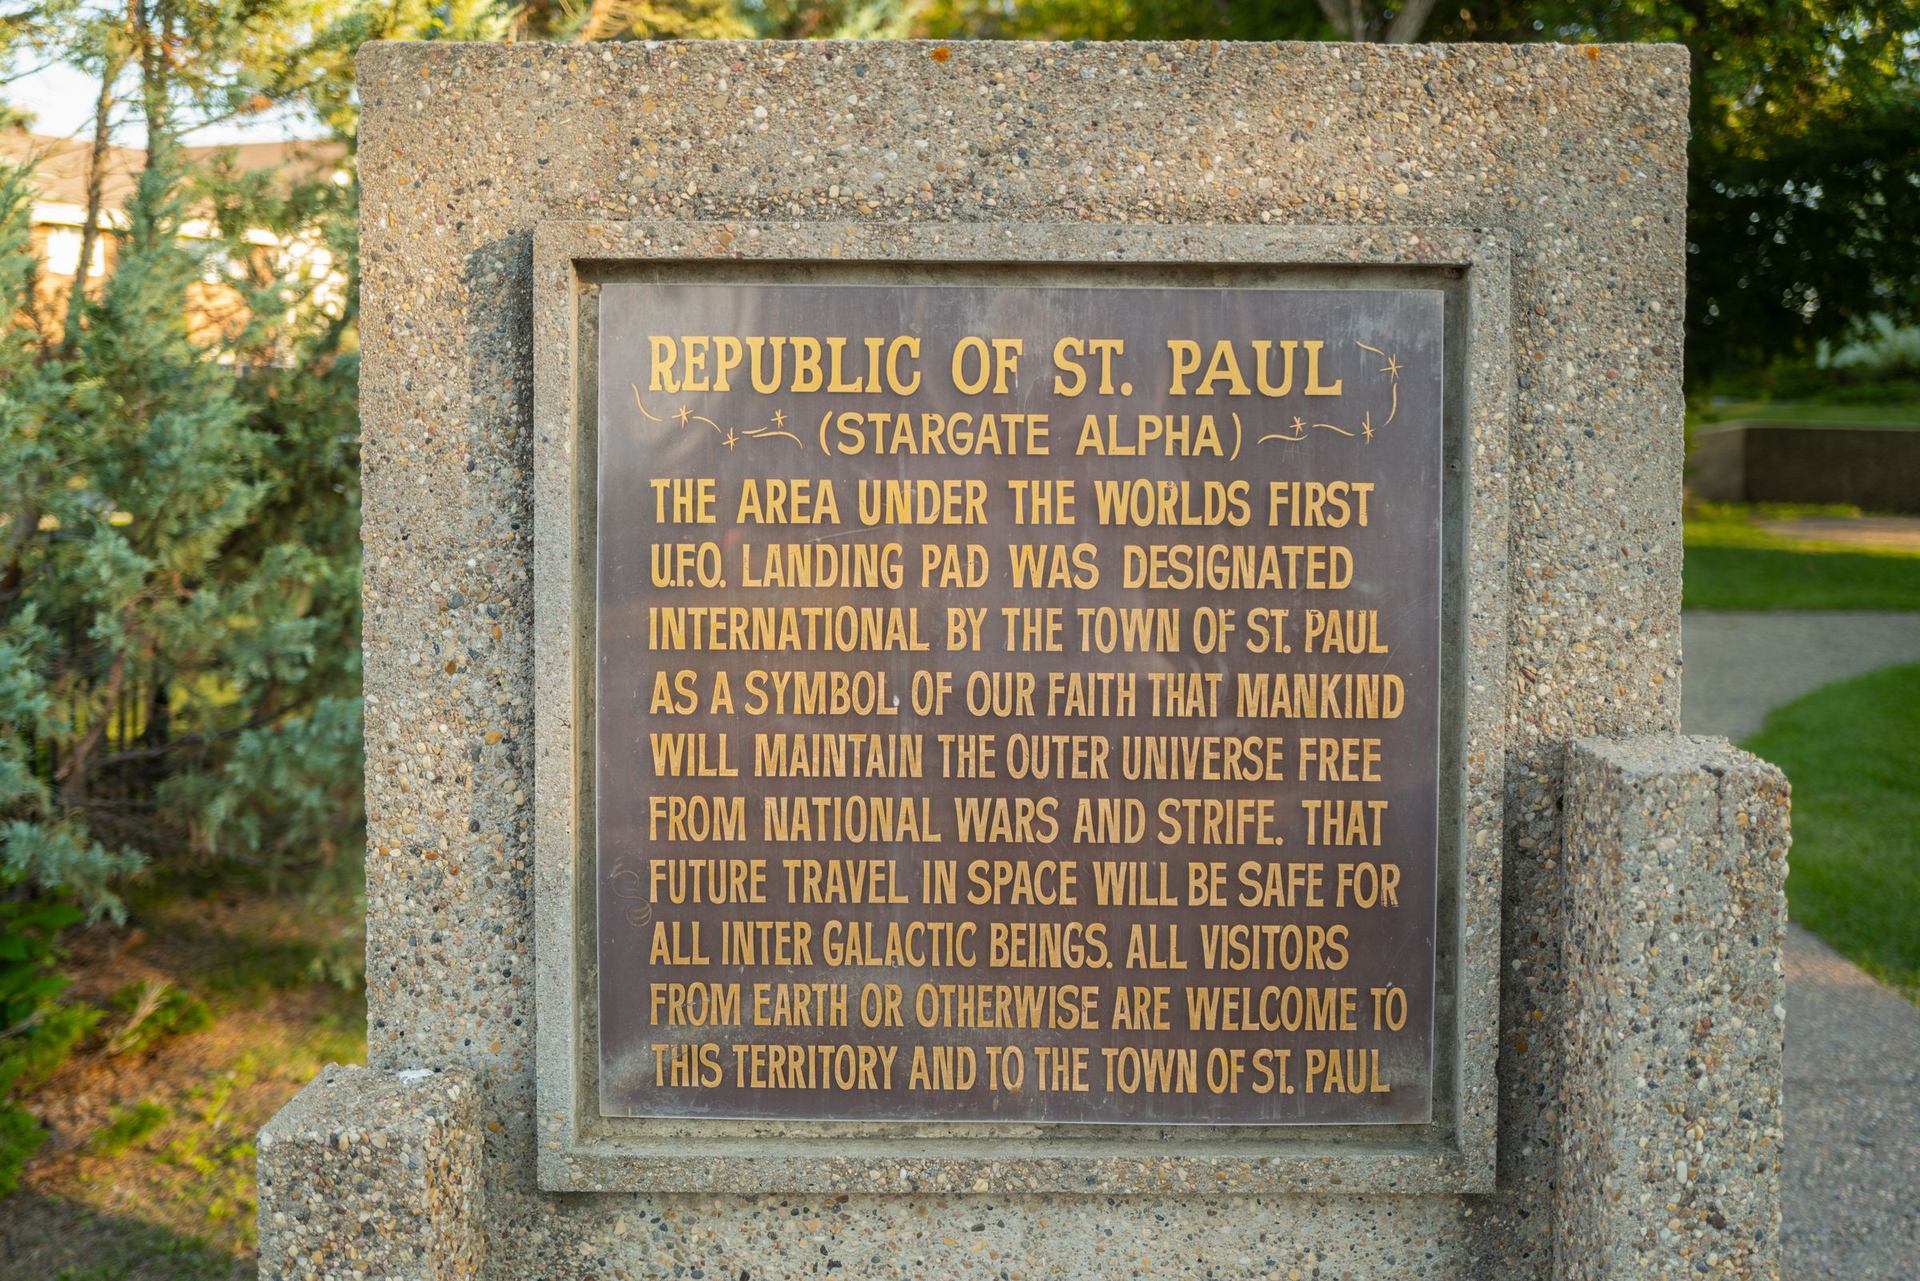 REPUBLIC OF ST. PAUL
(STARGATE ALPHA)
THE AREA UNDER THE WORLDS FIRST
U.F.O. LANDING PAD WAS DESIGNATED
INTERNATIONAL BY THE TOWN OF ST. PAUL
AS A SYMBOL OF OUR FAITH THAT MANKIND
WILL MAINTAIN THE OUTER UNIVERSE FREE
FROM NATIONAL WARS AND STRIFE. THAT
FUTURE TRAVEL IN SPACE WILL BE SAFE FOR
ALL INTER GALACTIC BEINGS. ALL VISITORS
FROM EARTH OR OTHERWISE ARE WELCOME TO
THIS TERRITORY AND TO THE TOWN OF ST. PAUL